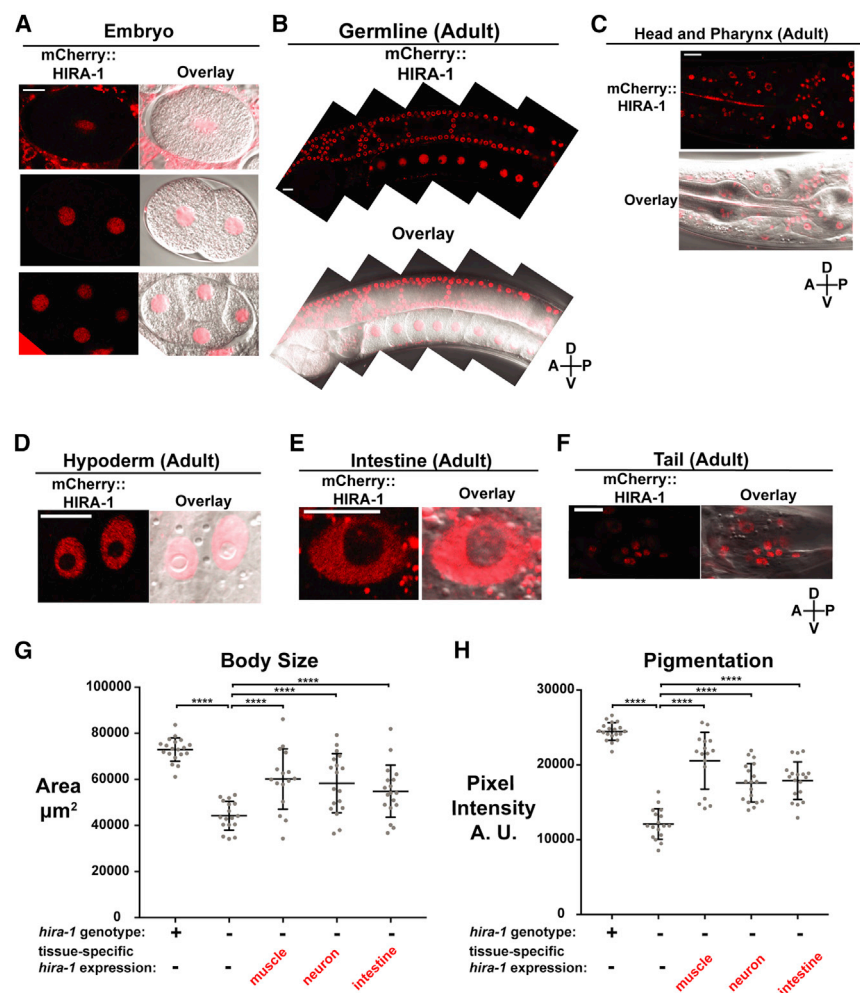 A
Embryo
mCherry::
HIRA-1
Overlay
B
Germline (Adult)
mCherry::
HIRA-1
Overlay
D
A P
V
C
Head and Pharynx (Adult)
mCherry::
HIRA-1
Overlay
D
A P
V
D
Hypoderm (Adult)
mCherry::
HIRA-1
Overlay
E
Intestine (Adult)
mCherry::
HIRA-1
Overlay
F
Tail (Adult)
mCherry::
HIRA-1
Overlay
D
A P
V
G
Body Size
**** **** **** ****
100000
80000
60000
40000
20000
0
Area
µm²
hira-1 genotype: + - - - -
tissue-specific
hira-1 expression: - - muscle neuron intestine
H
Pigmentation
**** **** **** ****
30000
20000
10000
0
Pixel
Intensity
A. U.
hira-1 genotype: + - - - -
tissue-specific
hira-1 expression: - - muscle neuron intestine